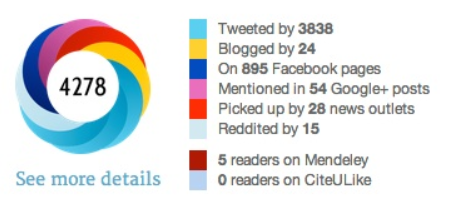 4278
See more details
Tweeted by 3838
Blogged by 24
On 895 Facebook pages
Mentioned in 54 Google+ posts
Picked up by 28 news outlets
Reddited by 15
5 readers on Mendeley
0 readers on CiteULike